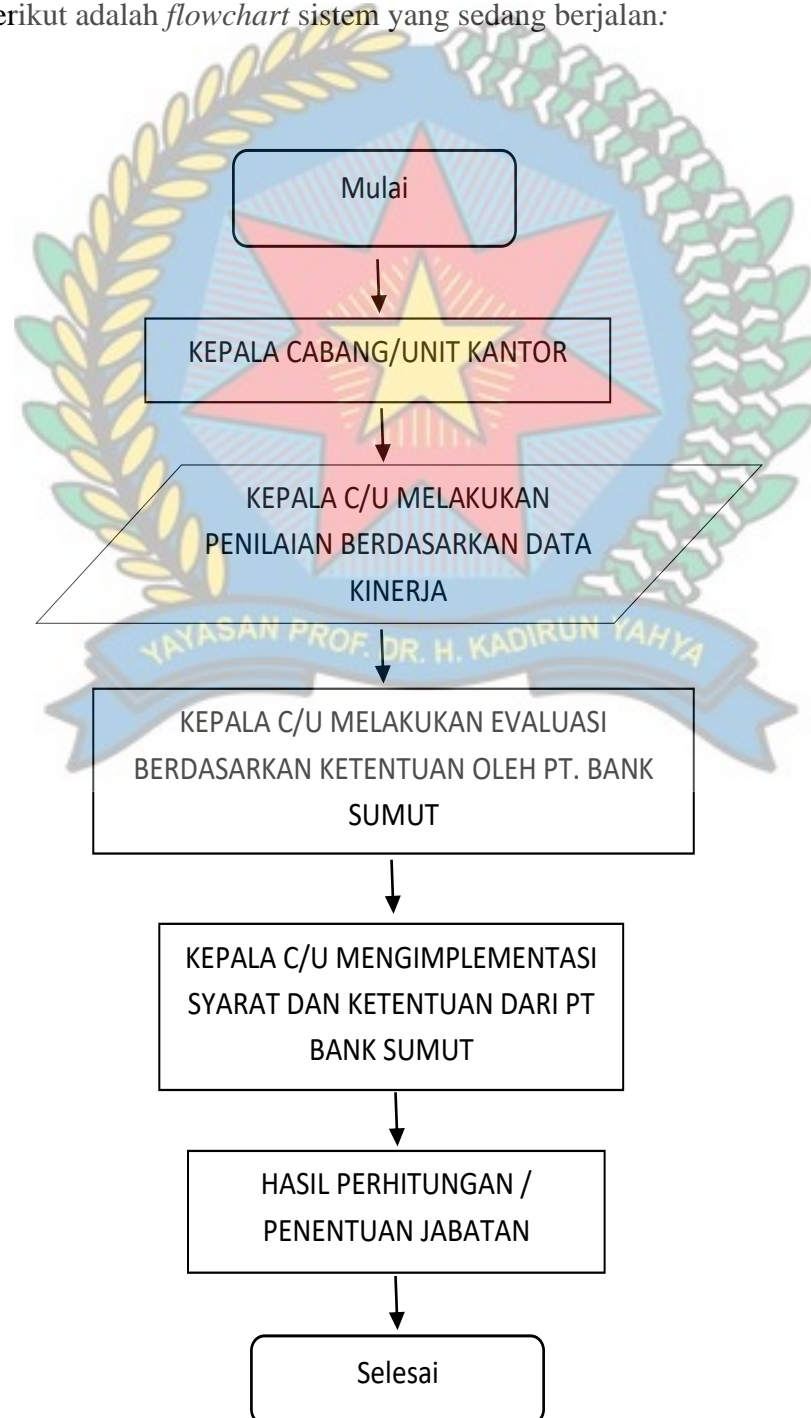 erikut adalah flowchart sistem yang sedang berjalan:
Mulai
KEPALA CABANG/UNIT KANTOR
KEPALA C/U MELAKUKAN
PENILAIAN BERDASARKAN DATA
KINERJA
YAYASAN PROF. DR. H. KADIRUN YAHYA
KEPALA C/U MELAKUKAN EVALUASI
BERDASARKAN KETENTUAN OLEH PT. BANK
SUMUT
KEPALA C/U MENGIMPLEMENTASI
SYARAT DAN KETENTUAN DARI PT
BANK SUMUT
HASIL PERHITUNGAN /
PENENTUAN JABATAN
Selesai